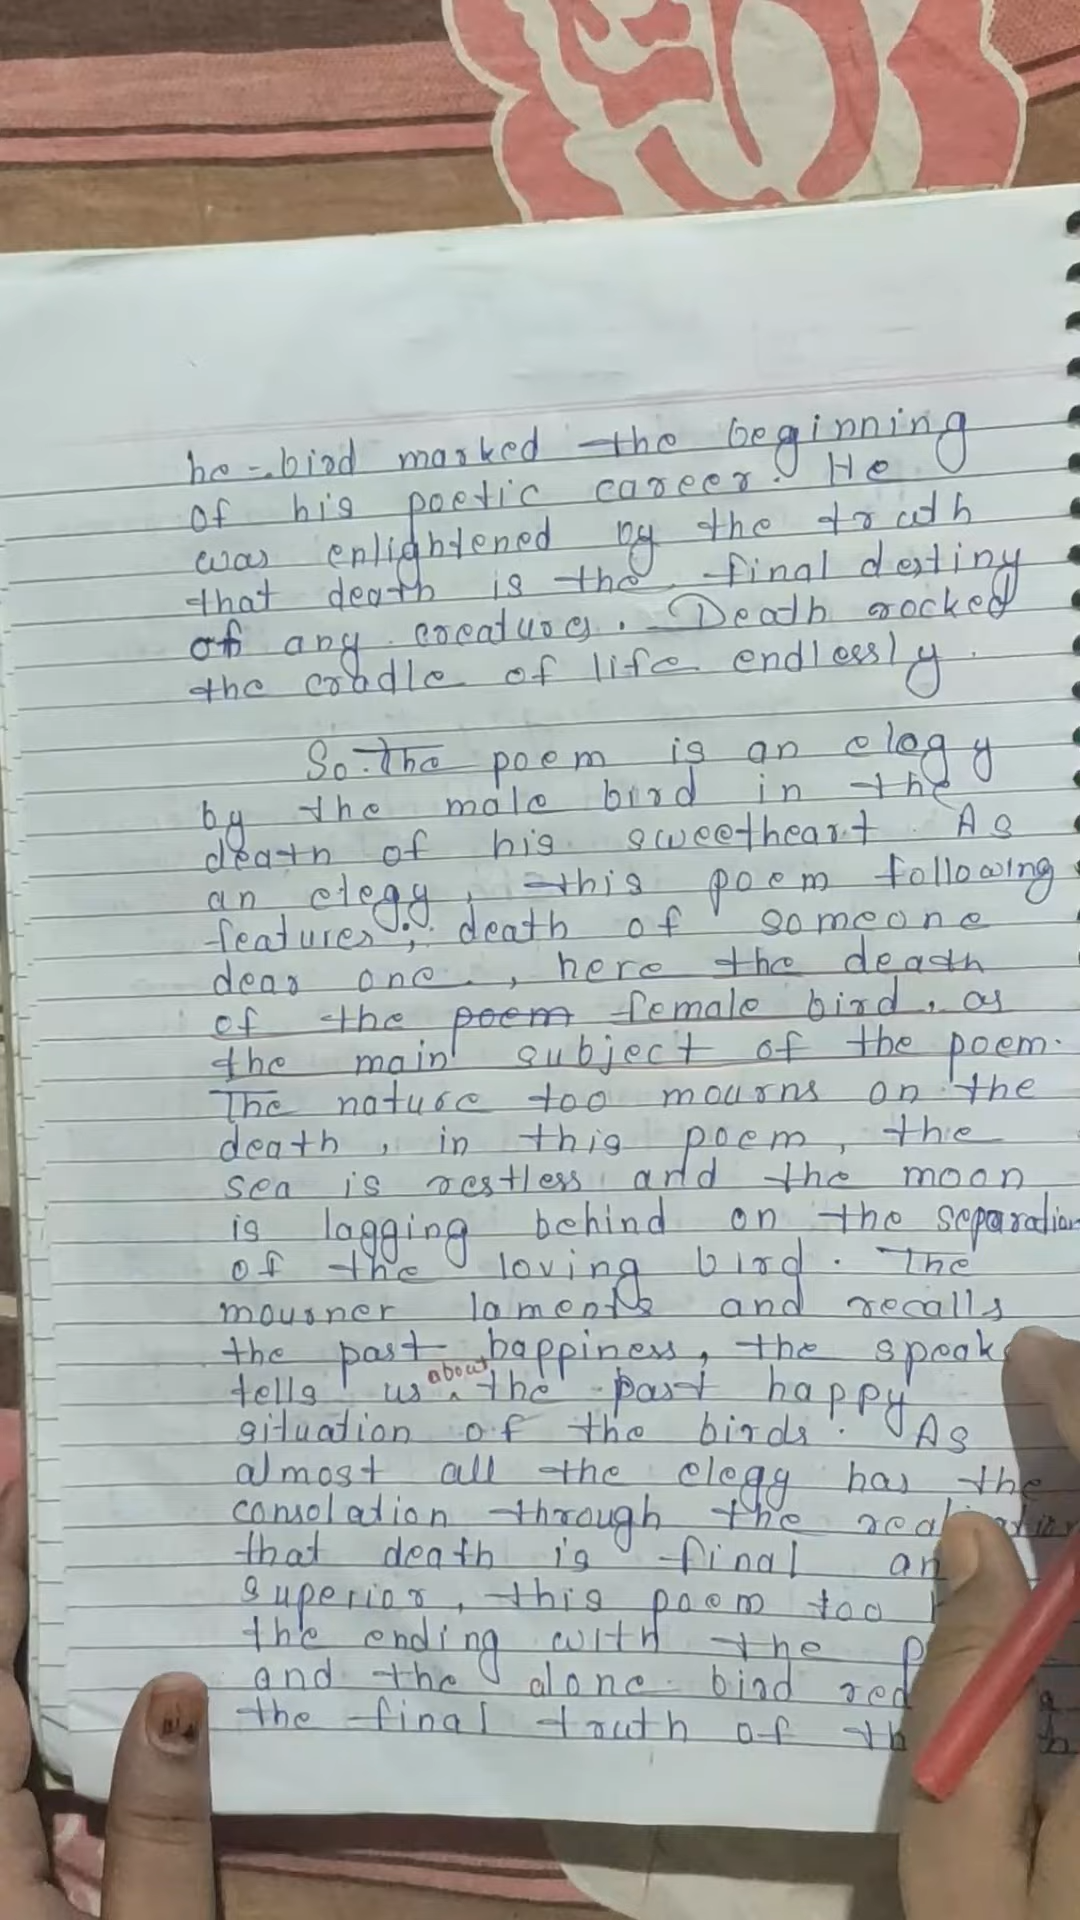 he-bird marked the beginning
of his poetic career. He
was enlightened by the truth
that death is the final destiny
of any creatures. Death rocked
the cradle of life endlessly.
So. The poem is an elegy
by the male bird in the
death of his sweetheart. As
an elegy, this poem following
features; death of someone
dear one, here the death
of the poem female bird, as
the main subject of the poem.
The nature too mourns on the
death, in this poem, the
sea is restless and the moon
is lagging behind on the separation
of the loving bird. The
mourner laments and recalls
the past happiness, the speak
tells us about the past happy
situation of the birds. As
almost all the elegy has the
consolation through the
that death is final an
superior, this poem too
the ending with the
and the alone bird
the final truth of th